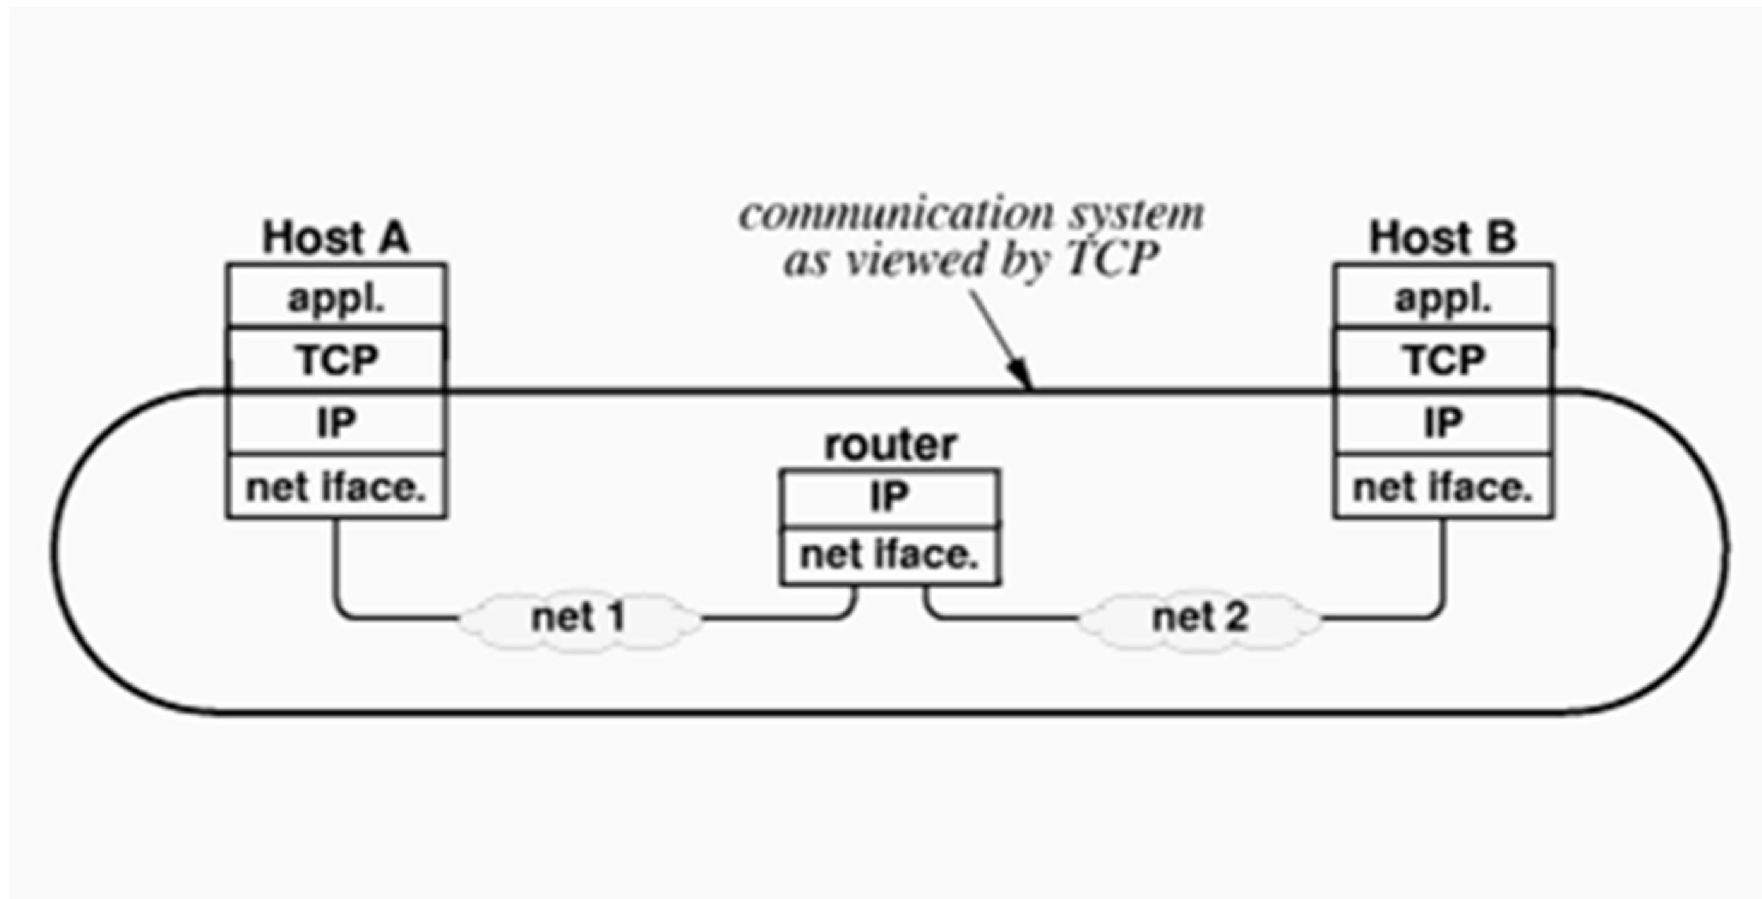 communication system
as viewed by TCP
Host A
appl.
TCP
IP
net iface.
router
IP
net iface.
Host B
appl.
TCP
IP
net iface.
net 1
net 2